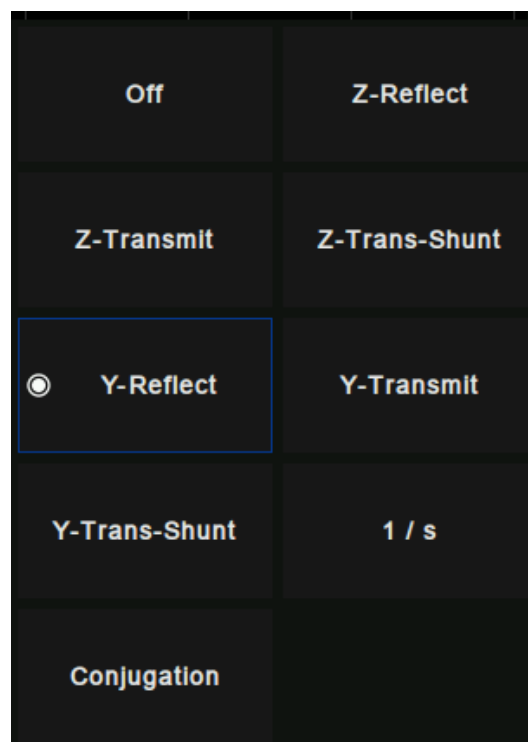 Off
Z-Reflect
Z-Transmit
Z-Trans-Shunt
Y-Reflect
Y-Transmit
Y-Trans-Shunt
1 / s
Conjugation